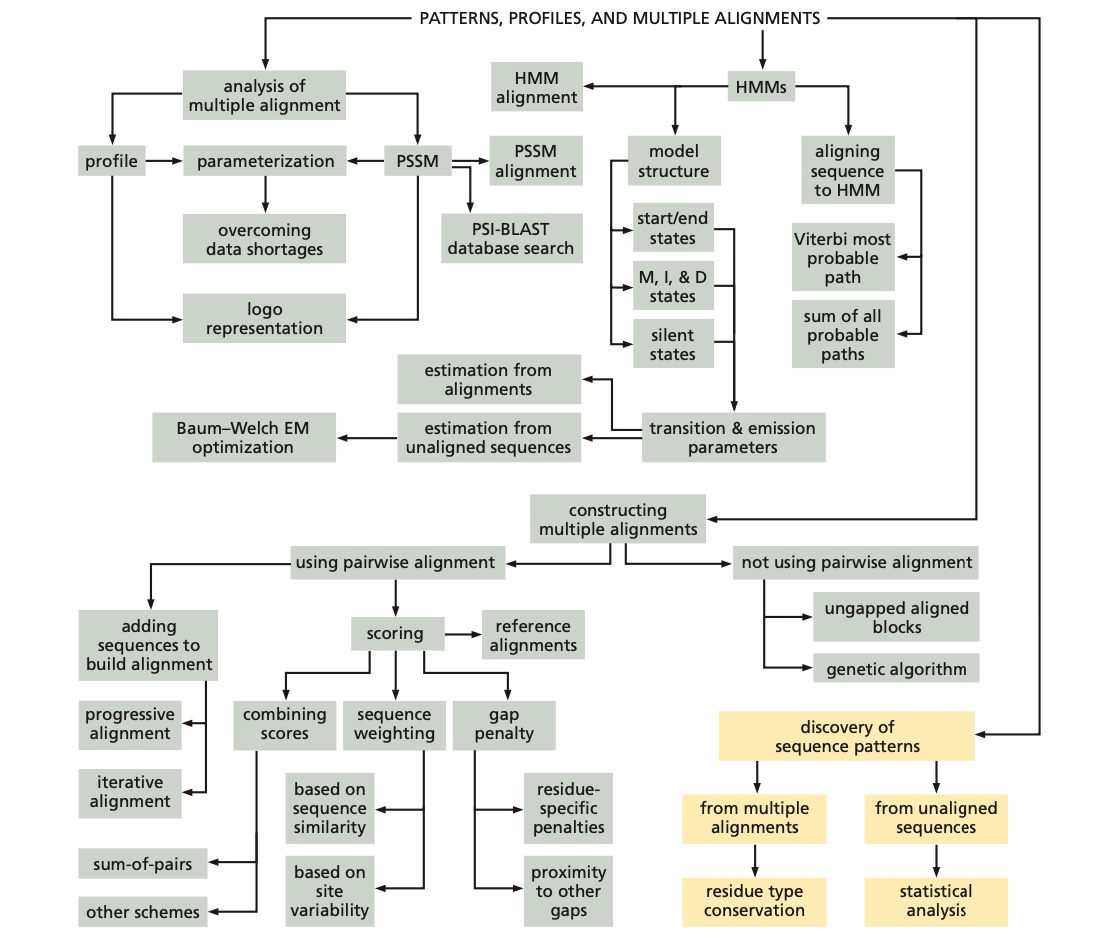 PATTERNS, PROFILES, AND MULTIPLE ALIGNMENTS
analysis of
multiple alignment
HMM
alignment
HMMs
profile
parameterization
PSSM
PSSM
alignment
model
structure
aligning
sequence
to HMM
overcoming
data shortages
PSI-BLAST
database search
start/end
states
Viterbi most
probable
path
M, I, & D
states
logo
representation
silent
states
sum of all
probable
paths
estimation from
alignments
Baum–Welch EM
optimization
estimation from
unaligned sequences
transition & emission
parameters
constructing
multiple alignments
using pairwise alignment
not using pairwise alignment
adding
sequences to
build alignment
scoring
reference
alignments
ungapped aligned
blocks
genetic algorithm
progressive
alignment
combining
scores
sequence
weighting
gap
penalty
discovery of
sequence patterns
iterative
alignment
based on
sequence
similarity
residue-
specific
penalties
from multiple
alignments
from unaligned
sequences
sum-of-pairs
based on
site
variability
proximity
to other
gaps
residue type
conservation
statistical
analysis
other schemes